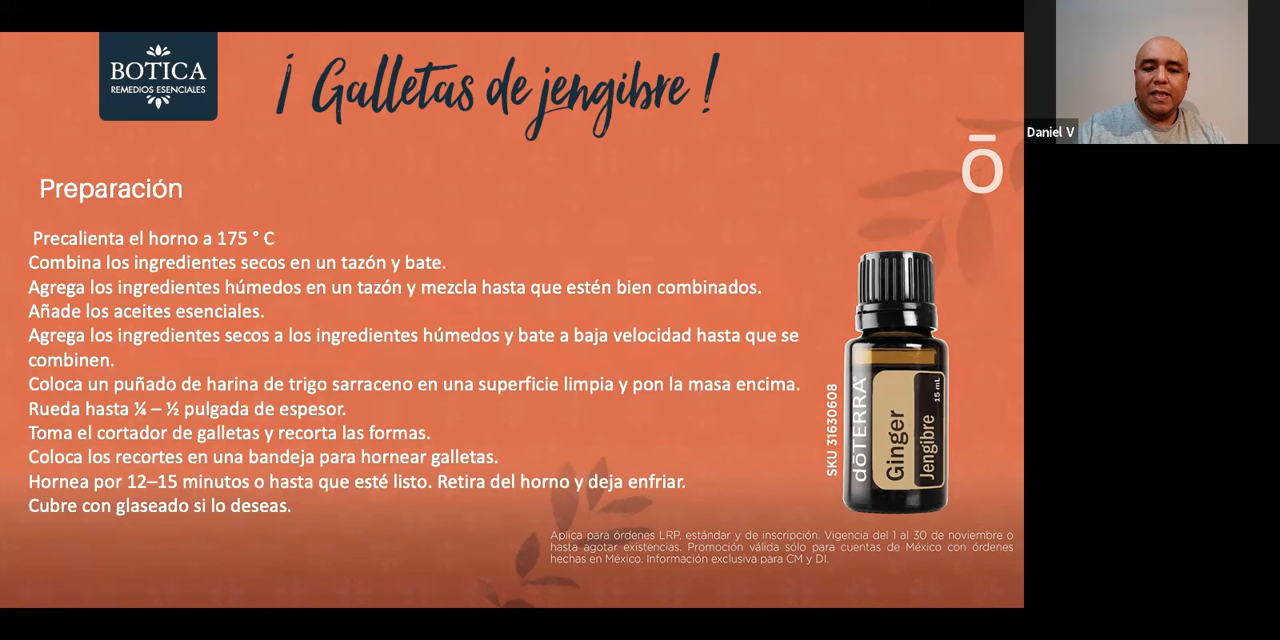 BOTICA
REMEDIOS ESENCIALES
¡ Galletas de jengibre !
Daniel V
Preparación
Precalienta el horno a 175 ° C
Combina los ingredientes secos en un tazón y bate.
Agrega los ingredientes húmedos en un tazón y mezcla hasta que estén bien combinados.
Añade los aceites esenciales.
Agrega los ingredientes secos a los ingredientes húmedos y bate a baja velocidad hasta que se
combinen.
Coloca un puñado de harina de trigo sarraceno en una superficie limpia y pon la masa encima.
Rueda hasta ¼ – ½ pulgada de espesor.
Toma el cortador de galletas y recorta las formas.
Coloca los recortes en una bandeja para hornear galletas.
Hornea por 12–15 minutos o hasta que esté listo. Retira del horno y deja enfriar.
Cubre con glaseado si lo deseas.
SKU 31630608
dōTERRA
Ginger
Jengibre
15 mL
Aplica para órdenes LRP, estándar y de inscripción. Vigencia del 1 al 30 de noviembre o
hasta agotar existencias. Promoción válida sólo para cuentas de México con órdenes
hechas en México. Información exclusiva para CM y DI.